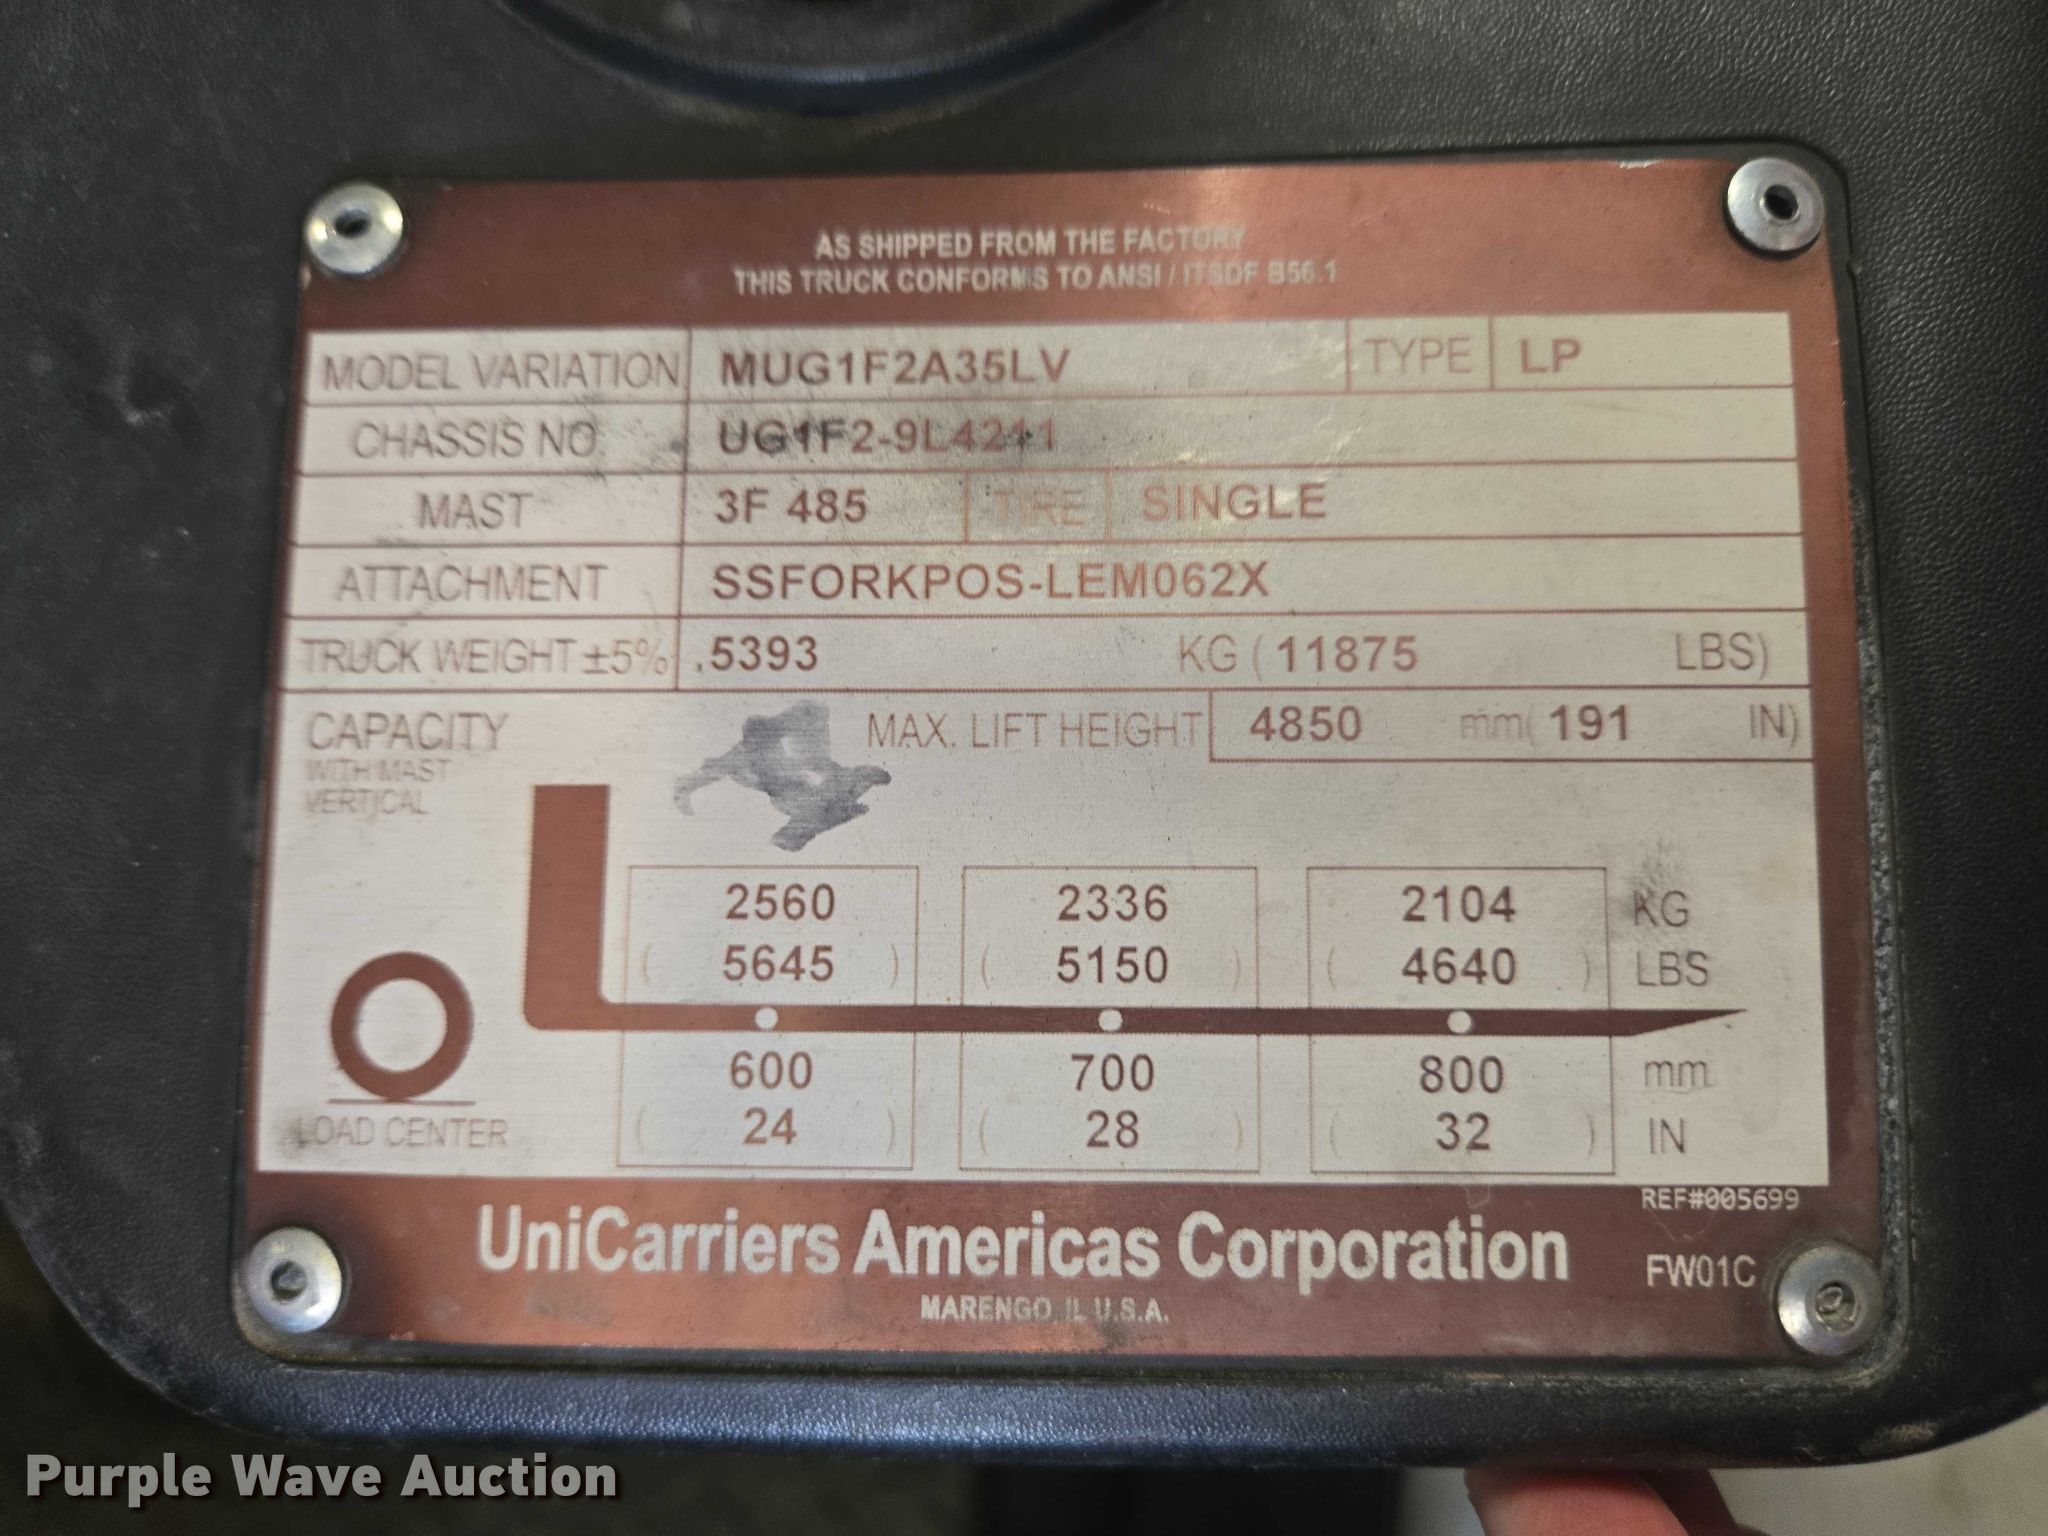 AS SHIPPED FROM THE FACTORY
THIS TRUCK CONFORMS TO ANSI / ITSDF B56.1
MODEL VARIATION MUG1F2A35LV TYPE LP
CHASSIS NO. UG1F2-9L4211
MAST 3F 485 TIRE SINGLE
ATTACHMENT SSFORKPOS-LEM062X
TRUCK WEIGHT ±5% 5393 KG ( 11875 LBS)
CAPACITY MAX. LIFT HEIGHT 4850 mm( 191 IN)
WITH MAST
VERTICAL
2560 2336 2104 KG
( 5645 ) ( 5150 ) ( 4640 ) LBS
600 700 800 mm
LOAD CENTER ( 24 ) ( 28 ) ( 32 ) IN
REF#005699
UniCarriers Americas Corporation FW01C
MARENGO, IL U.S.A.
Purple Wave Auction